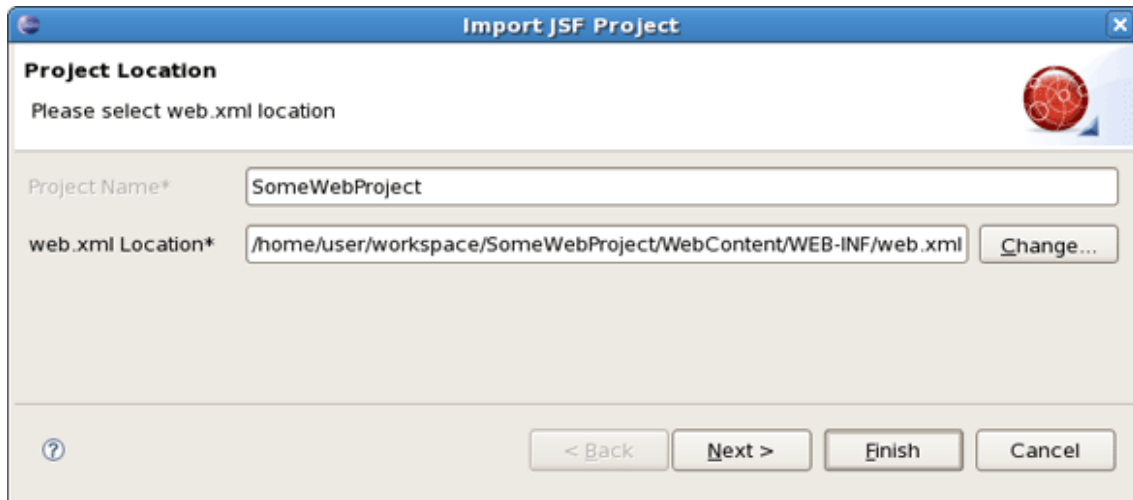 Import JSF Project
Project Location
Please select web.xml location
Project Name* SomeWebProject
web.xml Location* /home/user/workspace/SomeWebProject/WebContent/WEB-INF/web.xml Change...
< Back Next > Finish Cancel